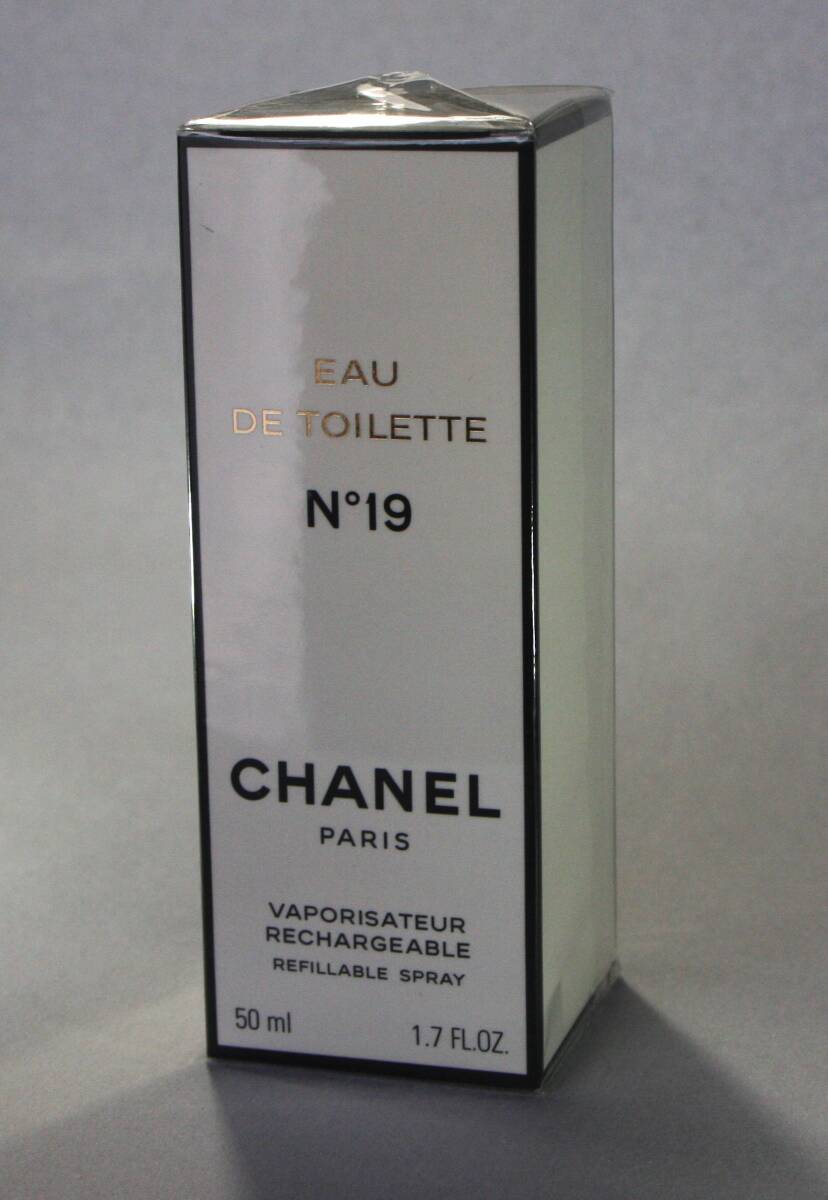 EAU
DE TOILETTE
N°19
CHANEL
PARIS
VAPORISATEUR
RECHARGEABLE
REFILLABLE SPRAY
50 ml 1.7 FL.OZ.